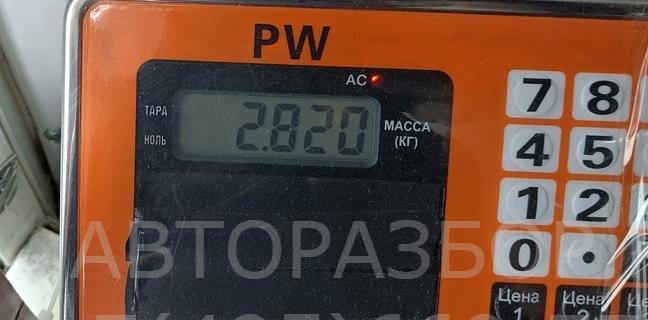 PW
AC
ТАРА
НОЛЬ
2.820
МАССА
(КГ)
7 8
4 5
1 2
0 •
АВТОРАЗБОР
Цена Цена
1 2